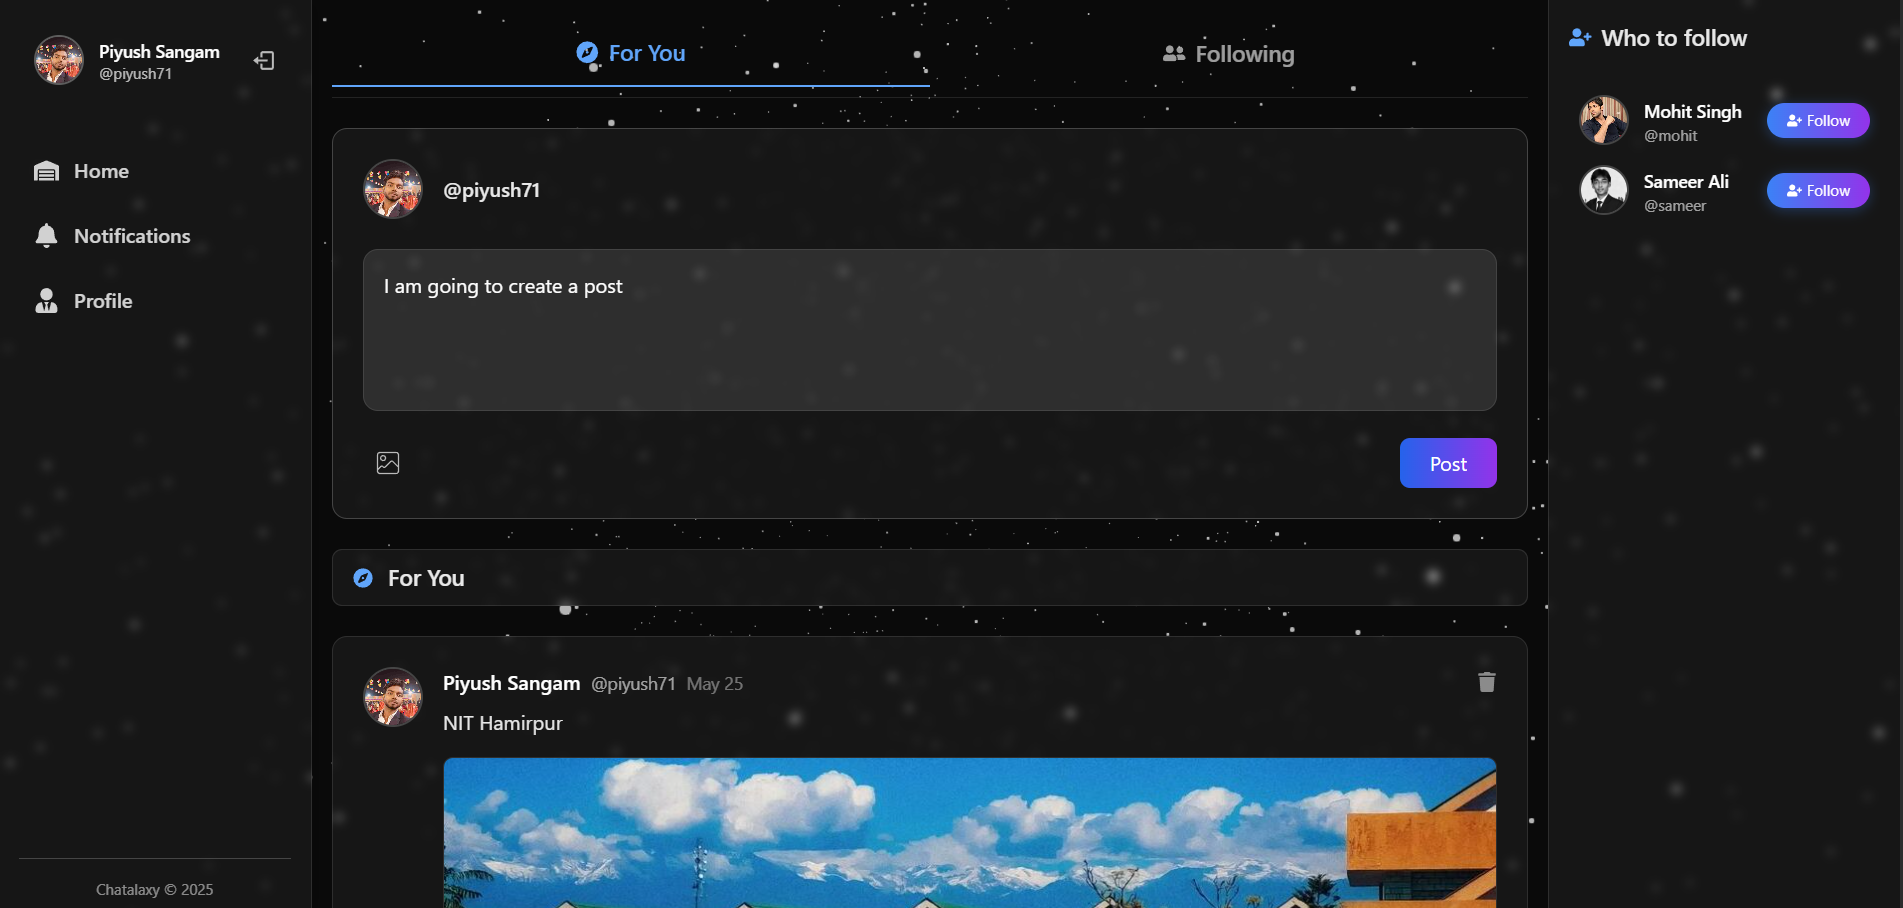 Piyush Sangam
@piyush71
Home
Notifications
Profile
Chatalaxy © 2025
For You
Following
@piyush71
I am going to create a post
Post
For You
Piyush Sangam @piyush71 May 25
NIT Hamirpur
Who to follow
Mohit Singh
@mohit
Follow
Sameer Ali
@sameer
Follow